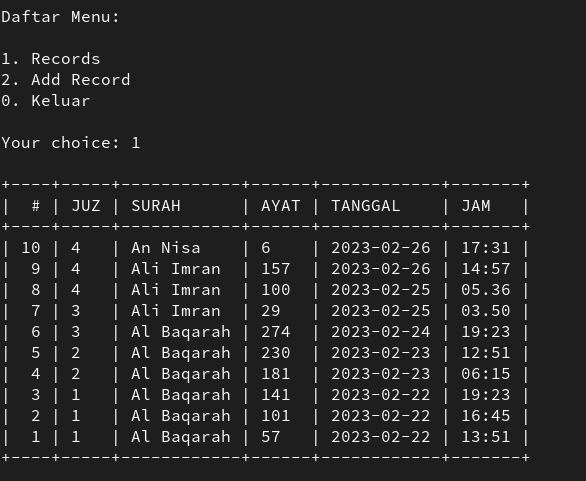 Daftar Menu:
1. Records
2. Add Record
0. Keluar
Your choice: 1
+----+-----+------------+------+------------+-------+
|  # | JUZ | SURAH      | AYAT | TANGGAL    | JAM   |
+----+-----+------------+------+------------+-------+
| 10 | 4   | An Nisa    | 6    | 2023-02-26 | 17:31 |
|  9 | 4   | Ali Imran  | 157  | 2023-02-26 | 14:57 |
|  8 | 4   | Ali Imran  | 100  | 2023-02-25 | 05.36 |
|  7 | 3   | Ali Imran  | 29   | 2023-02-25 | 03.50 |
|  6 | 3   | Al Baqarah | 274  | 2023-02-24 | 19:23 |
|  5 | 2   | Al Baqarah | 230  | 2023-02-23 | 12:51 |
|  4 | 2   | Al Baqarah | 181  | 2023-02-23 | 06:15 |
|  3 | 1   | Al Baqarah | 141  | 2023-02-22 | 19:23 |
|  2 | 1   | Al Baqarah | 101  | 2023-02-22 | 16:45 |
|  1 | 1   | Al Baqarah | 57   | 2023-02-22 | 13:51 |
+----+-----+------------+------+------------+-------+